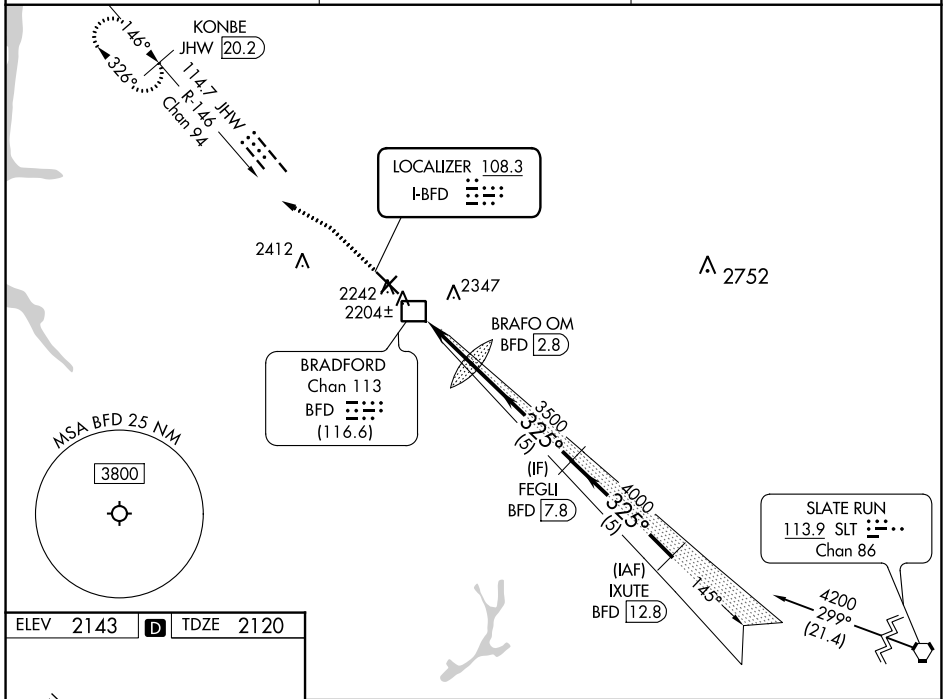 KONBE
JHW 20.2
146°
326°
114.7 JHW
R-146
Chan 94
LOCALIZER 108.3
I-BFD
2412
2242
2204±
2347
2752
BRAFO OM
BFD 2.8
BRADFORD
Chan 113
BFD
(116.6)
MSA BFD 25 NM
3800
3500
325°
(5)
(IF)
FEGLI
BFD 7.8
4000
325°
(5)
(IAF)
IXUTE
BFD 12.8
145°
SLATE RUN
113.9 SLT
Chan 86
4200
299°
(21.4)
ELEV 2143 D TDZE 2120